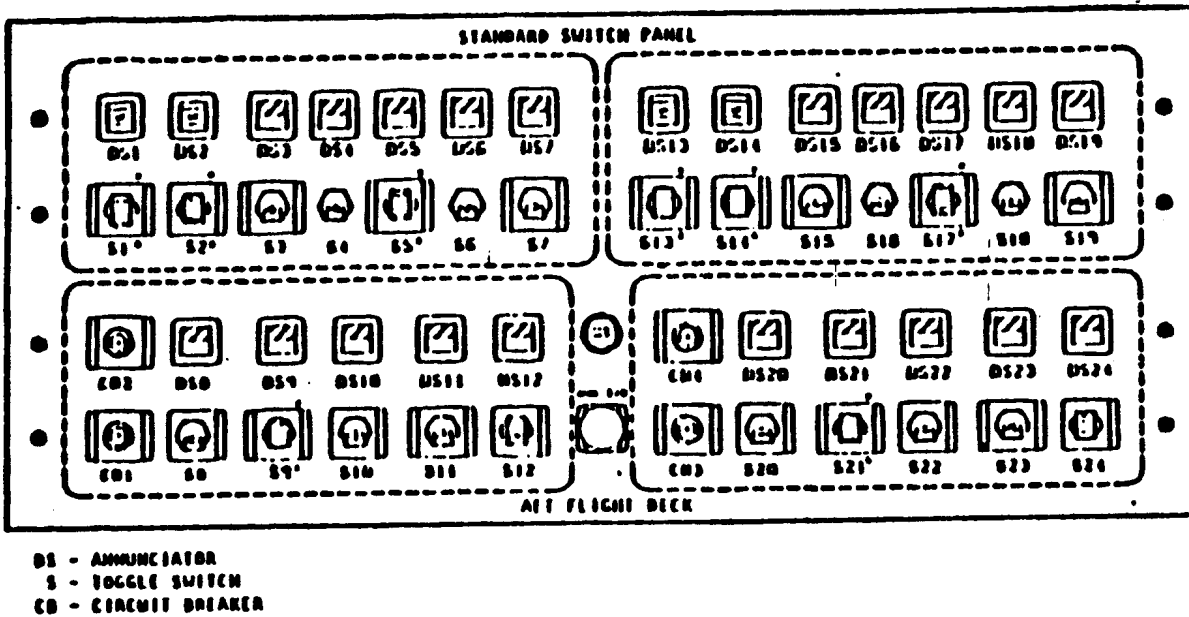 STANDARD SWITCH PANEL
DS1 DS2 DS3 DS4 DS5 DS6 DS7 DS13 DS14 DS15 DS16 DS17 DS18 DS19
S1 S2 S3 S4 S5 S6 S7 S13 S14 S15 S16 S17 S18 S19
CB2 DS8 DS9 DS10 DS11 DS12 CB4 DS20 DS21 DS22 DS23 DS24
CB1 S8 S9 S10 S11 S12 CB3 S20 S21 S22 S23 S24
AFT FLIGHT DECK
DS - ANNUNCIATOR
S - TOGGLE SWITCH
CB - CIRCUIT BREAKER